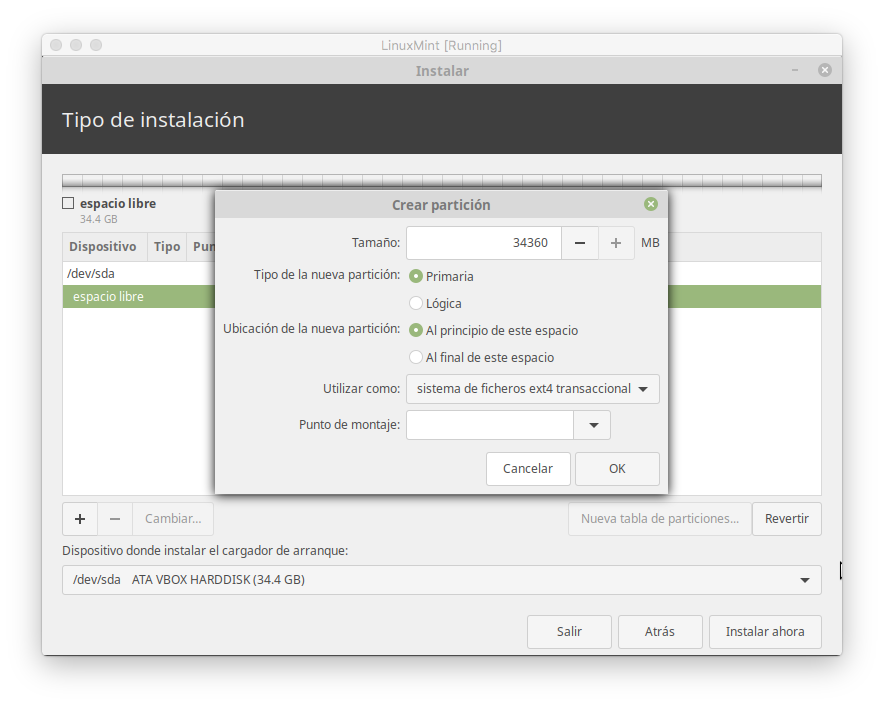 LinuxMint [Running]
Instalar
Tipo de instalación
espacio libre
34.4 GB
Dispositivo Tipo Pun
/dev/sda
espacio libre
Crear partición
Tamaño: 34360 MB
Tipo de la nueva partición: Primaria
Lógica
Ubicación de la nueva partición: Al principio de este espacio
Al final de este espacio
Utilizar como: sistema de ficheros ext4 transaccional
Punto de montaje:
Cancelar OK
+ − Cambiar... Nueva tabla de particiones... Revertir
Dispositivo donde instalar el cargador de arranque:
/dev/sda ATA VBOX HARDDISK (34.4 GB)
Salir Atrás Instalar ahora